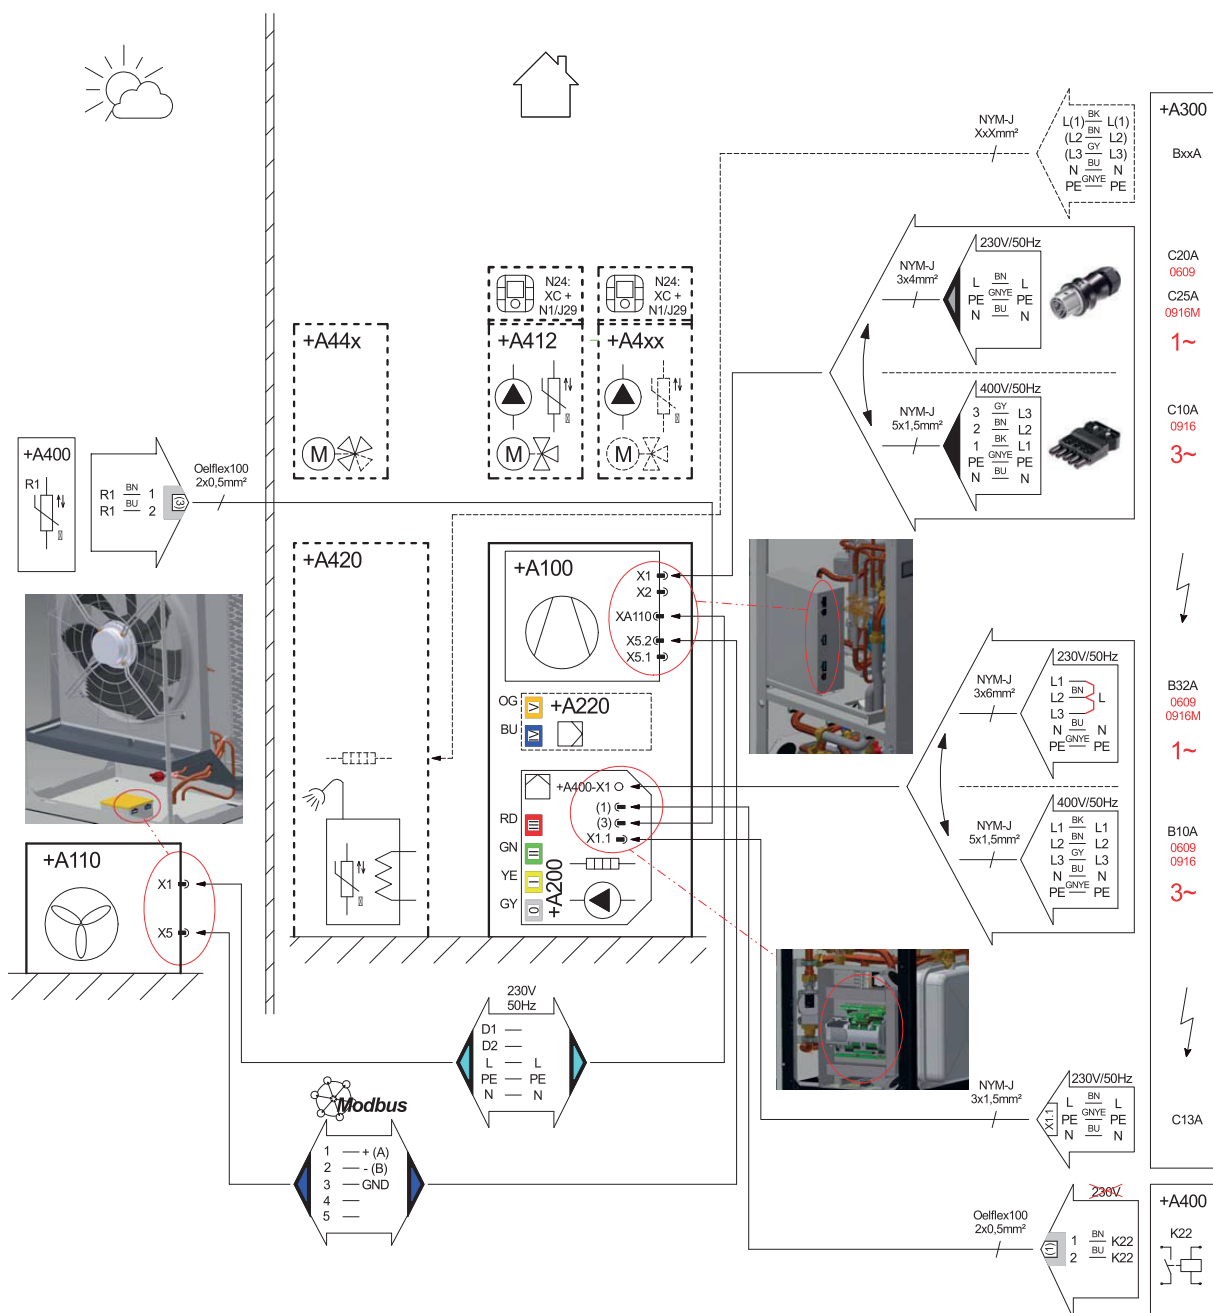 +A300
BxxA
NYM-J
XxXmm²
L(1) BK L(1)
(L2 BN L2)
(L3 GY L3)
N BU N
PE GNYE PE
230V/50Hz
NYM-J
3x4mm²
L BN L
PE GNYE PE
N BU N
C20A
0609
C25A
0916M
1~
400V/50Hz
NYM-J
5x1,5mm²
3 GY L3
2 BN L2
1 BK L1
PE GNYE PE
N BU N
C10A
0916
3~
N24:
XC +
N1/J29
N24:
XC +
N1/J29
+A44x
M
+A412
M
+A4xx
M
+A400
R1
R1 BN 1
R1 BU 2
(3)
Oelflex100
2x0,5mm²
+A420
+A100
X1
X2
XA110
X5.2
X5.1
OG
BU
V
IV
+A220
+A400-X1
(1)
(3)
X1.1
RD
GN
YE
GY
III
II
I
0
+A200
230V/50Hz
NYM-J
3x6mm²
L1
L2 BN L
L3
N BU N
PE GNYE PE
B32A
0609
0916M
1~
400V/50Hz
NYM-J
5x1,5mm²
L1 BK L1
L2 BN L2
L3 GY L3
N BU N
PE GNYE PE
B10A
0609
0916
3~
+A110
X1
X5
230V
50Hz
D1
D2
L L
PE PE
N N
Modbus
1 + (A)
2 - (B)
3 GND
4
5
NYM-J
3x1,5mm²
230V/50Hz
X1.1
L BN L
PE GNYE PE
N BU N
C13A
230V
Oelflex100
2x0,5mm²
(1)
1 BN K22
2 BU K22
+A400
K22